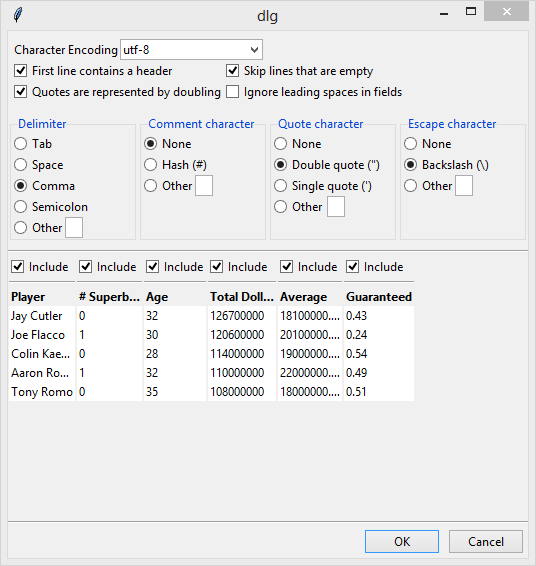 dlg
Character Encoding utf-8
First line contains a header Skip lines that are empty
Quotes are represented by doubling Ignore leading spaces in fields
Delimiter Comment character Quote character Escape character
Tab None None None
Space Hash (#) Double quote (") Backslash (\)
Comma Other Single quote (') Other
Semicolon Other
Other
Include Include Include Include Include Include
Player # Superb... Age Total Doll... Average Guaranteed
Jay Cutler 0 32 126700000 18100000.... 0.43
Joe Flacco 1 30 120600000 20100000.... 0.24
Colin Kae... 0 28 114000000 19000000.... 0.54
Aaron Ro... 1 32 110000000 22000000.... 0.49
Tony Romo 0 35 108000000 18000000.... 0.51
OK Cancel